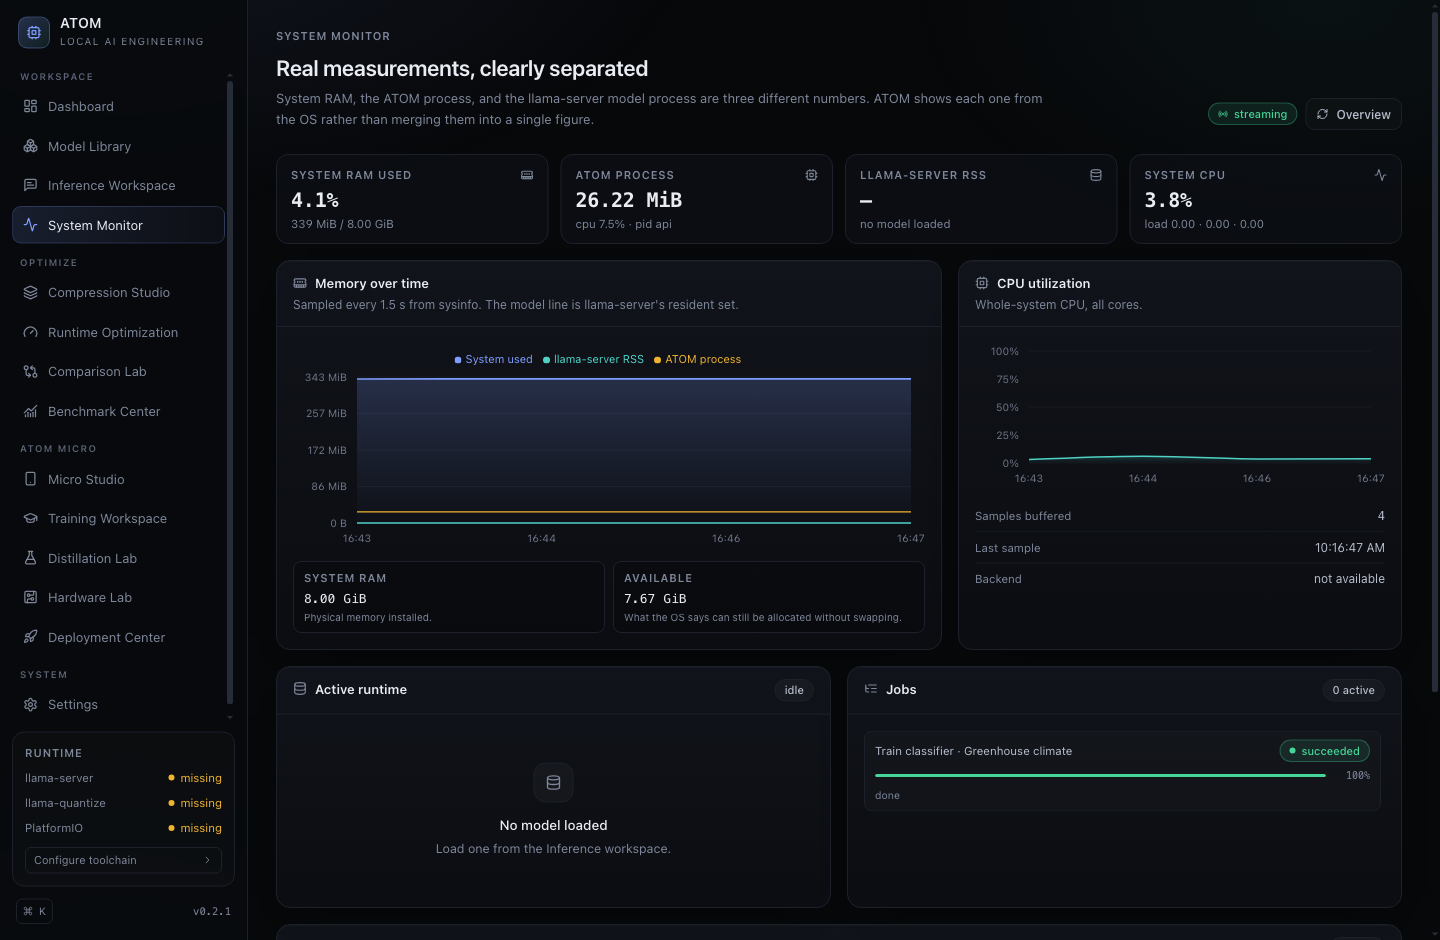 ATOM
LOCAL AI ENGINEERING
WORKSPACE
Dashboard
Model Library
Inference Workspace
System Monitor
OPTIMIZE
Compression Studio
Runtime Optimization
Comparison Lab
Benchmark Center
ATOM MICRO
Micro Studio
Training Workspace
Distillation Lab
Hardware Lab
Deployment Center
SYSTEM
Settings
RUNTIME
llama-server missing
llama-quantize missing
PlatformIO missing
Configure toolchain
⌘ K v0.2.1
SYSTEM MONITOR
Real measurements, clearly separated
System RAM, the ATOM process, and the llama-server model process are three different numbers. ATOM shows each one from
the OS rather than merging them into a single figure.
streaming
Overview
SYSTEM RAM USED
4.1%
339 MiB / 8.00 GiB
ATOM PROCESS
26.22 MiB
cpu 7.5% · pid api
LLAMA-SERVER RSS
—
no model loaded
SYSTEM CPU
3.8%
load 0.00 · 0.00 · 0.00
Memory over time
Sampled every 1.5 s from sysinfo. The model line is llama-server's resident set.
System used llama-server RSS ATOM process
343 MiB
257 MiB
172 MiB
86 MiB
0 B
16:43 16:44 16:46 16:47
SYSTEM RAM
8.00 GiB
Physical memory installed.
AVAILABLE
7.67 GiB
What the OS says can still be allocated without swapping.
CPU utilization
Whole-system CPU, all cores.
100%
75%
50%
25%
0%
16:43 16:44 16:46 16:47
Samples buffered 4
Last sample 10:16:47 AM
Backend not available
Active runtime
idle
No model loaded
Load one from the Inference workspace.
Jobs
0 active
Train classifier · Greenhouse climate
succeeded
100%
done